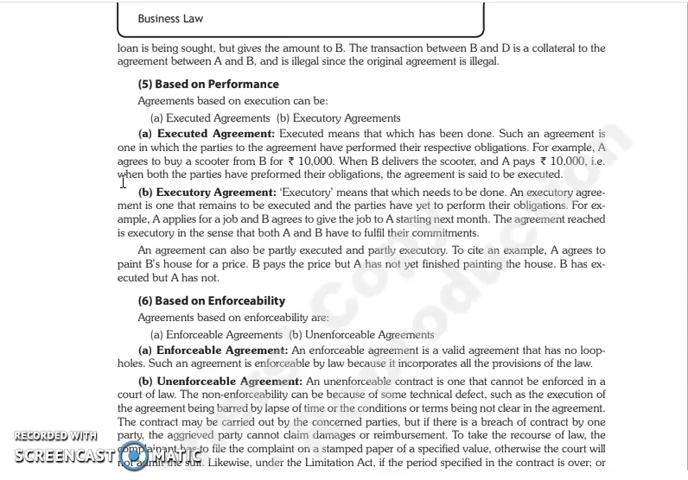 Business Law
loan is being sought, but gives the amount to B. The transaction between B and D is a collateral to the
agreement between A and B, and is illegal since the original agreement is illegal.
(5) Based on Performance
Agreements based on execution can be:
(a) Executed Agreements (b) Executory Agreements
(a) Executed Agreement: Executed means that which has been done. Such an agreement is
one in which the parties to the agreement have performed their respective obligations. For example, A
agrees to buy a scooter from B for ₹ 10,000. When B delivers the scooter, and A pays ₹ 10,000, i.e.
when both the parties have preformed their obligations, the agreement is said to be executed.
(b) Executory Agreement: ‘Executory’ means that which needs to be done. An executory agree-
ment is one that remains to be executed and the parties have yet to perform their obligations. For ex-
ample, A applies for a job and B agrees to give the job to A starting next month. The agreement reached
is executory in the sense that both A and B have to fulfil their commitments.
An agreement can also be partly executed and partly executory. To cite an example, A agrees to
paint B's house for a price. B pays the price but A has not yet finished painting the house. B has ex-
ecuted but A has not.
(6) Based on Enforceability
Agreements based on enforceability are:
(a) Enforceable Agreements (b) Unenforceable Agreements
(a) Enforceable Agreement: An enforceable agreement is a valid agreement that has no loop-
holes. Such an agreement is enforceable by law because it incorporates all the provisions of the law.
(b) Unenforceable Agreement: An unenforceable contract is one that cannot be enforced in a
court of law. The non-enforceability can be because of some technical defect, such as the execution of
the agreement being barred by lapse of time or the conditions or terms being not clear in the agreement.
The contract may be carried out by the concerned parties, but if there is a breach of contract by one
party, the aggrieved party cannot claim damages or reimbursement. To take the recourse of law, the
complainant has to file the complaint on a stamped paper of a specified value, otherwise the court will
not admit the suit. Likewise, under the Limitation Act, if the period specified in the contract is over; or
RECORDED WITH
SCREENCAST MATIC